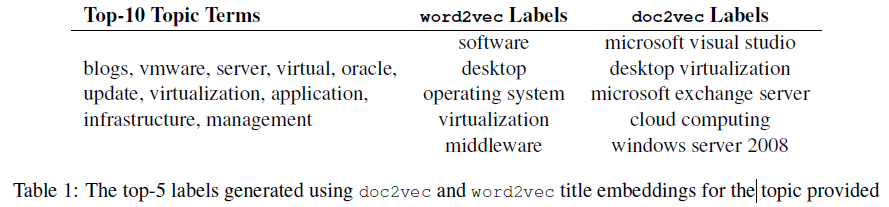 Top-10 Topic Terms word2vec Labels doc2vec Labels
software microsoft visual studio
blogs, vmware, server, virtual, oracle, desktop desktop virtualization
update, virtualization, application, operating system microsoft exchange server
infrastructure, management virtualization cloud computing
middleware windows server 2008
Table 1: The top-5 labels generated using doc2vec and word2vec title embeddings for the topic provided